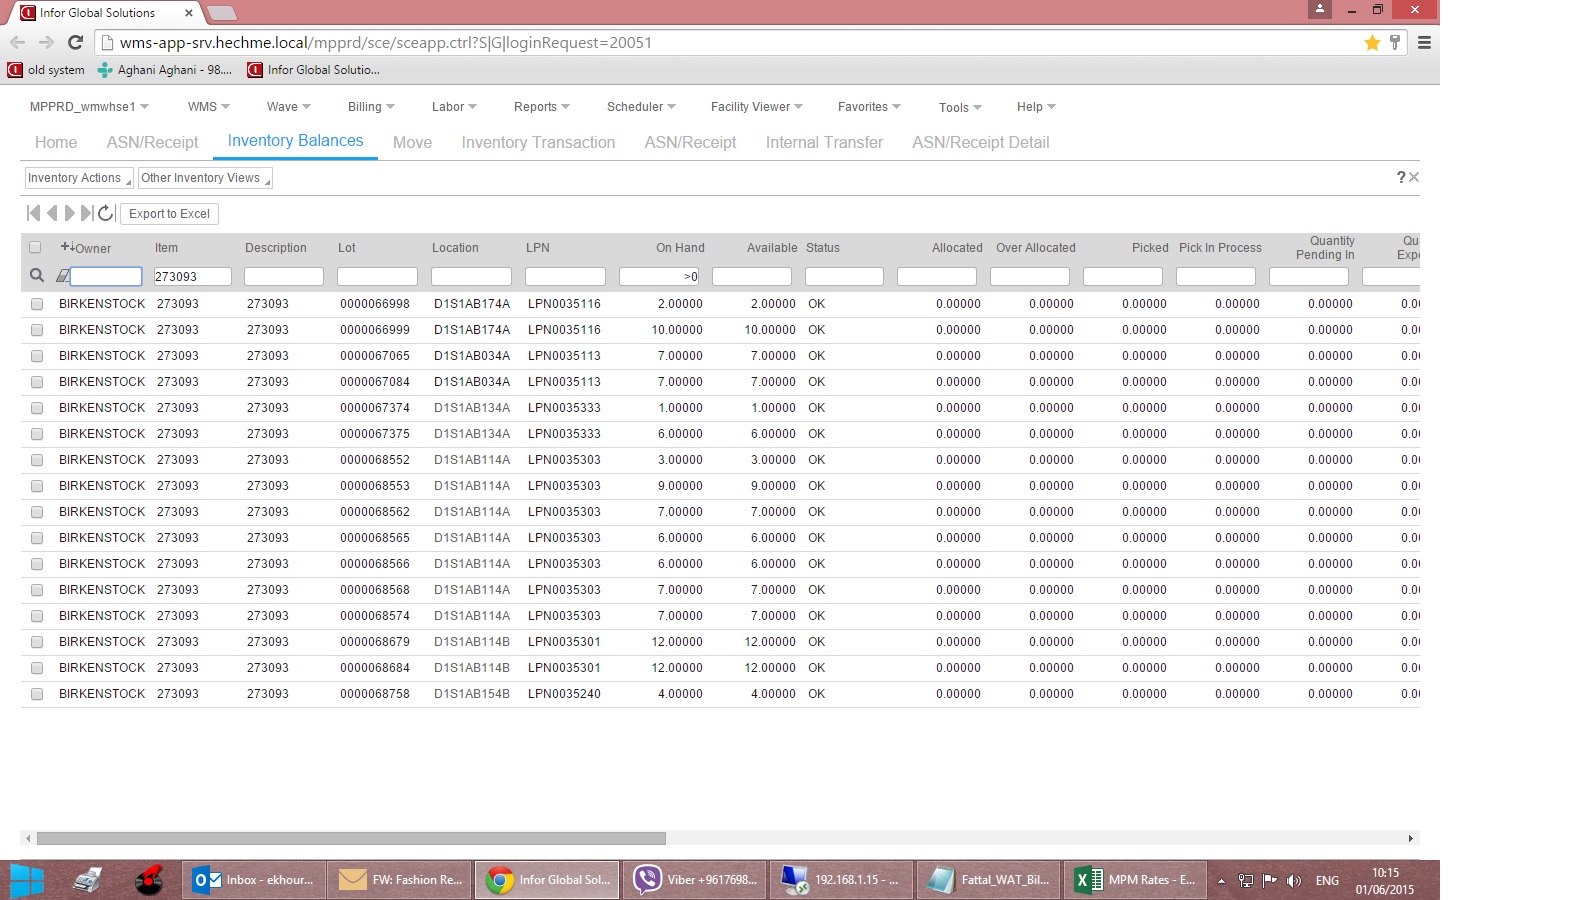 Infor Global Solutions
wms-app-srv.hechme.local/mpprd/sce/sceapp.ctrl?S|G|loginRequest=20051
old system Aghani Aghani - 98.... Infor Global Solutio...
MPPRD_wmwhse1 WMS Wave Billing Labor Reports Scheduler Facility Viewer Favorites Tools Help
Home ASN/Receipt Inventory Balances Move Inventory Transaction ASN/Receipt Internal Transfer ASN/Receipt Detail
Inventory Actions Other Inventory Views ?
Export to Excel
Owner Item Description Lot Location LPN On Hand Available Status Allocated Over Allocated Picked Pick In Process Quantity Pending In Qu Expe
273093 >0
BIRKENSTOCK 273093 273093 0000066998 D1S1AB174A LPN0035116 2.00000 2.00000 OK 0.00000 0.00000 0.00000 0.00000 0.00000 0.0
BIRKENSTOCK 273093 273093 0000066999 D1S1AB174A LPN0035116 10.00000 10.00000 OK 0.00000 0.00000 0.00000 0.00000 0.00000 0.0
BIRKENSTOCK 273093 273093 0000067065 D1S1AB034A LPN0035113 7.00000 7.00000 OK 0.00000 0.00000 0.00000 0.00000 0.00000 0.0
BIRKENSTOCK 273093 273093 0000067084 D1S1AB034A LPN0035113 7.00000 7.00000 OK 0.00000 0.00000 0.00000 0.00000 0.00000 0.0
BIRKENSTOCK 273093 273093 0000067374 D1S1AB134A LPN0035333 1.00000 1.00000 OK 0.00000 0.00000 0.00000 0.00000 0.00000 0.0
BIRKENSTOCK 273093 273093 0000067375 D1S1AB134A LPN0035333 6.00000 6.00000 OK 0.00000 0.00000 0.00000 0.00000 0.00000 0.0
BIRKENSTOCK 273093 273093 0000068552 D1S1AB114A LPN0035303 3.00000 3.00000 OK 0.00000 0.00000 0.00000 0.00000 0.00000 0.0
BIRKENSTOCK 273093 273093 0000068553 D1S1AB114A LPN0035303 9.00000 9.00000 OK 0.00000 0.00000 0.00000 0.00000 0.00000 0.0
BIRKENSTOCK 273093 273093 0000068562 D1S1AB114A LPN0035303 7.00000 7.00000 OK 0.00000 0.00000 0.00000 0.00000 0.00000 0.0
BIRKENSTOCK 273093 273093 0000068565 D1S1AB114A LPN0035303 6.00000 6.00000 OK 0.00000 0.00000 0.00000 0.00000 0.00000 0.0
BIRKENSTOCK 273093 273093 0000068566 D1S1AB114A LPN0035303 6.00000 6.00000 OK 0.00000 0.00000 0.00000 0.00000 0.00000 0.0
BIRKENSTOCK 273093 273093 0000068568 D1S1AB114A LPN0035303 7.00000 7.00000 OK 0.00000 0.00000 0.00000 0.00000 0.00000 0.0
BIRKENSTOCK 273093 273093 0000068574 D1S1AB114A LPN0035303 7.00000 7.00000 OK 0.00000 0.00000 0.00000 0.00000 0.00000 0.0
BIRKENSTOCK 273093 273093 0000068679 D1S1AB114B LPN0035301 12.00000 12.00000 OK 0.00000 0.00000 0.00000 0.00000 0.00000 0.0
BIRKENSTOCK 273093 273093 0000068684 D1S1AB114B LPN0035301 12.00000 12.00000 OK 0.00000 0.00000 0.00000 0.00000 0.00000 0.0
BIRKENSTOCK 273093 273093 0000068758 D1S1AB154B LPN0035240 4.00000 4.00000 OK 0.00000 0.00000 0.00000 0.00000 0.00000 0.0
Inbox - ekhour... FW: Fashion Re... Infor Global Sol... Viber +9617698... 192.168.1.15 - ... Fattal_WAT_Bil... MPM Rates - E... ENG 10:15
01/06/2015